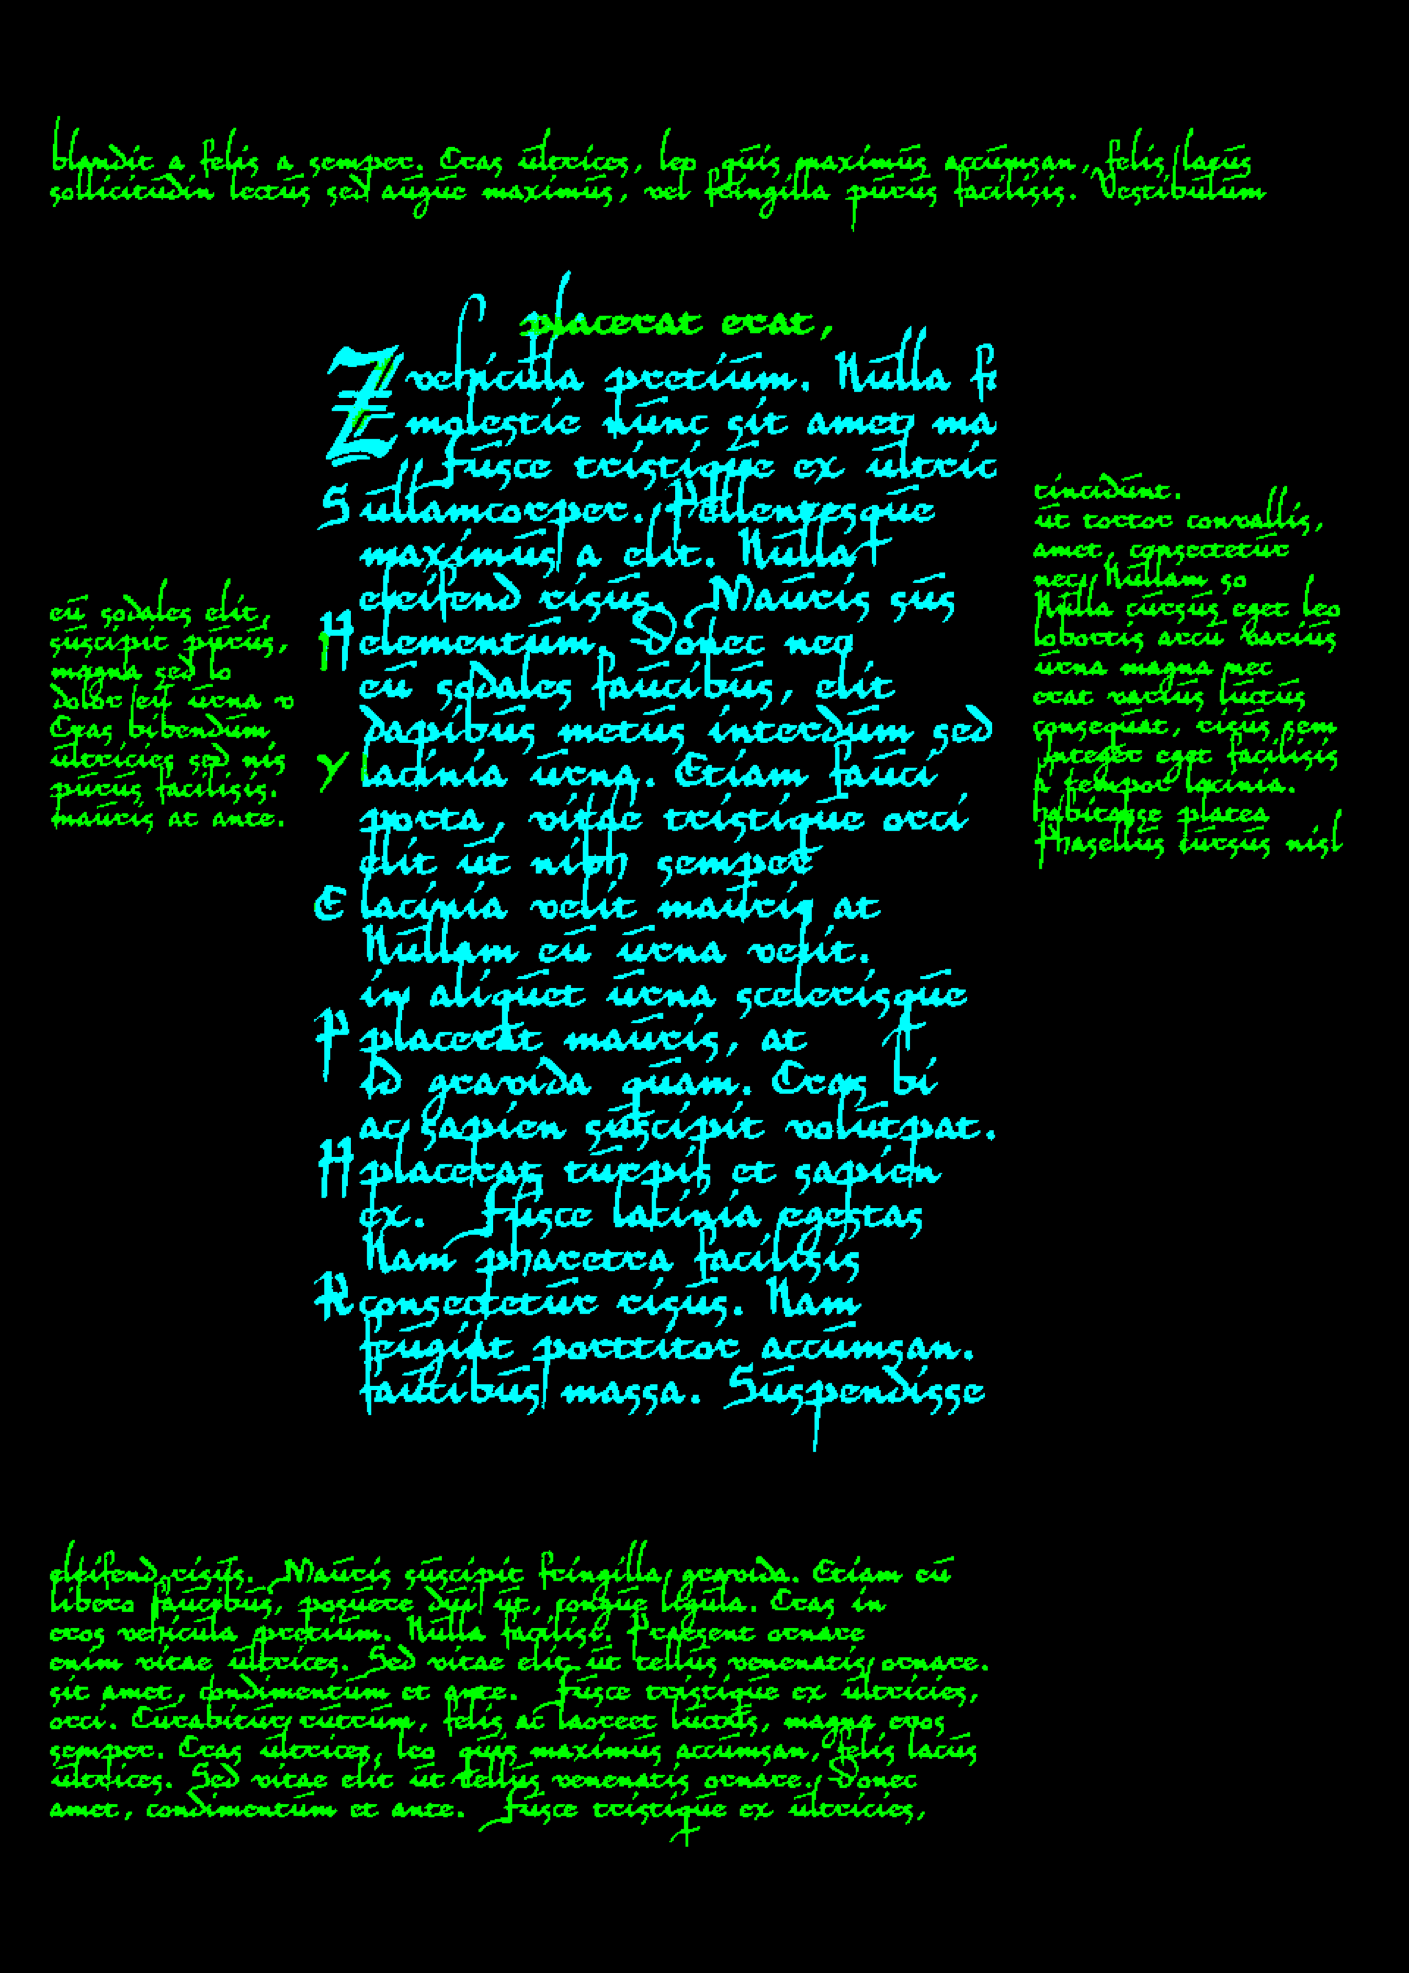 blandit a felis a semper. Cras ultrices, leo quis maximus accumsan, felis lacus
sollicitudin lectus sed augue maximus, vel fringilla purus facilisis. Vestibulum
placerat erat,
Z vehicula pretium. Nulla f
molestie nunc sit amet ma
Fusce tristique ex ultric
S ullamcorper. Pellentesque
maximus a elit. Nulla
eleifend risus. Mauris sus
H elementum. Donec neq
eu sodales faucibus, elit
dapibus metus interdum sed
Y lacinia urna. Etiam fauci
porta, vitae tristique orci
elit ut nibh semper
E lacinia velit mauris at
Nullam eu urna velit.
in aliquet urna scelerisque
P placerat mauris, at
id gravida quam. Cras bi
ac sapien suscipit volutpat.
H placerat turpis et sapien
ex. Fusce lacinia egestas
Nam pharetra facilisis
R consectetur risus. Nam
feugiat porttitor accumsan.
faucibus massa. Suspendisse
eu sodales elit,
suscipit purus,
magna sed lo
dolor eu urna v
Cras bibendum
ultricies sed nis
purus facilisis.
mauris at ante.
tincidunt.
ut tortor convallis,
amet, consectetur
nec. Nullam so
Nulla cursus eget leo
lobortis arcu varius
urna magna nec
erat varius luctus
consequat, risus sem
Integer eget facilisis
A tempor lacinia.
habitasse platea
Phasellus cursus nisl
eleifend risus. Mauris suscipit fringilla gravida. Etiam eu
libero faucibus, posuere dui ut, congue ligula. Cras in
eros vehicula pretium. Nulla facilisi. Praesent ornare
enim vitae ultrices. Sed vitae elit ut tellus venenatis ornare.
sit amet, condimentum et ante. Fusce tristique ex ultricies,
orci. Curabitur rutrum, felis ac laoreet luctus, magna eros
semper. Cras ultrices, leo quis maximus accumsan, felis lacus
ultrices. Sed vitae elit ut tellus venenatis ornare. Donec
amet, condimentum et ante. Fusce tristique ex ultricies,